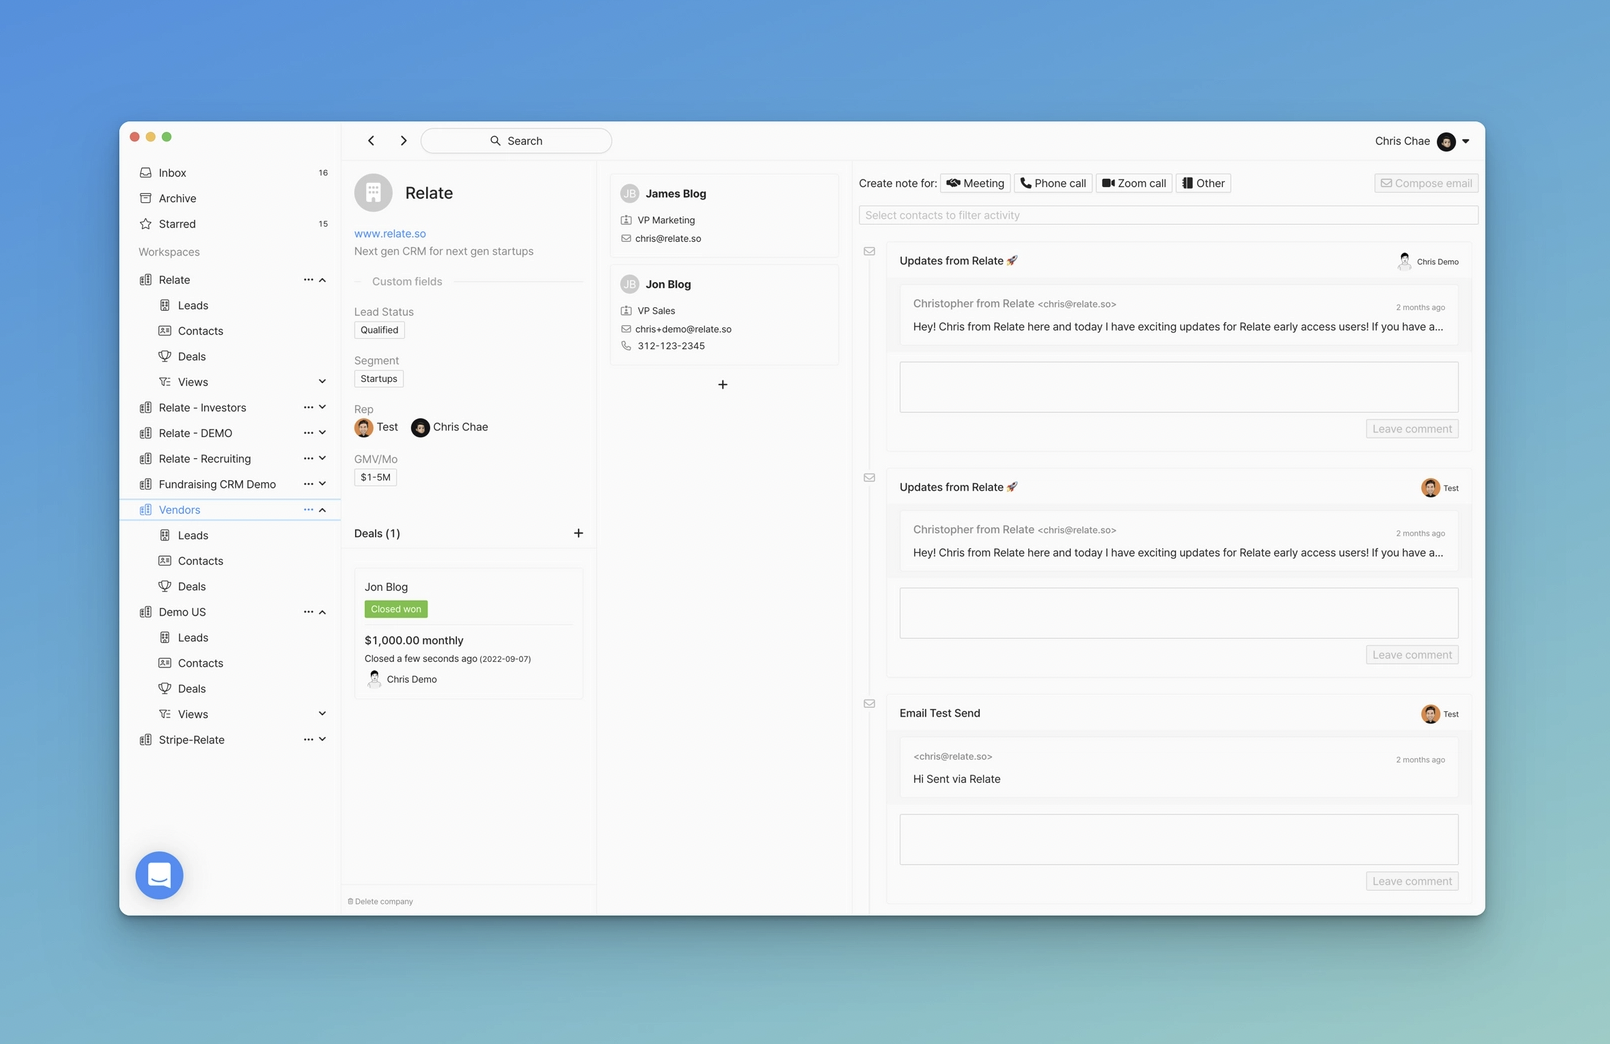 Inbox 16
Archive
Starred 15
Workspaces
Relate
Leads
Contacts
Deals
Views
Relate - Investors
Relate - DEMO
Relate - Recruiting
Fundraising CRM Demo
Vendors
Leads
Contacts
Deals
Demo US
Leads
Contacts
Deals
Views
Stripe-Relate
Search
Chris Chae
Relate
www.relate.so
Next gen CRM for next gen startups
Custom fields
Lead Status
Qualified
Segment
Startups
Rep
Test Chris Chae
GMV/Mo
$1-5M
Deals (1)
Jon Blog
Closed won
$1,000.00 monthly
Closed a few seconds ago (2022-09-07)
Chris Demo
Delete company
JB James Blog
VP Marketing
chris@relate.so
JB Jon Blog
VP Sales
chris+demo@relate.so
312-123-2345
Create note for: Meeting Phone call Zoom call Other Compose email
Select contacts to filter activity
Updates from Relate 🚀 Chris Demo
Christopher from Relate <chris@relate.so> 2 months ago
Hey! Chris from Relate here and today I have exciting updates for Relate early access users! If you have a...
Leave comment
Updates from Relate 🚀 Test
Christopher from Relate <chris@relate.so> 2 months ago
Hey! Chris from Relate here and today I have exciting updates for Relate early access users! If you have a...
Leave comment
Email Test Send Test
<chris@relate.so> 2 months ago
Hi Sent via Relate
Leave comment